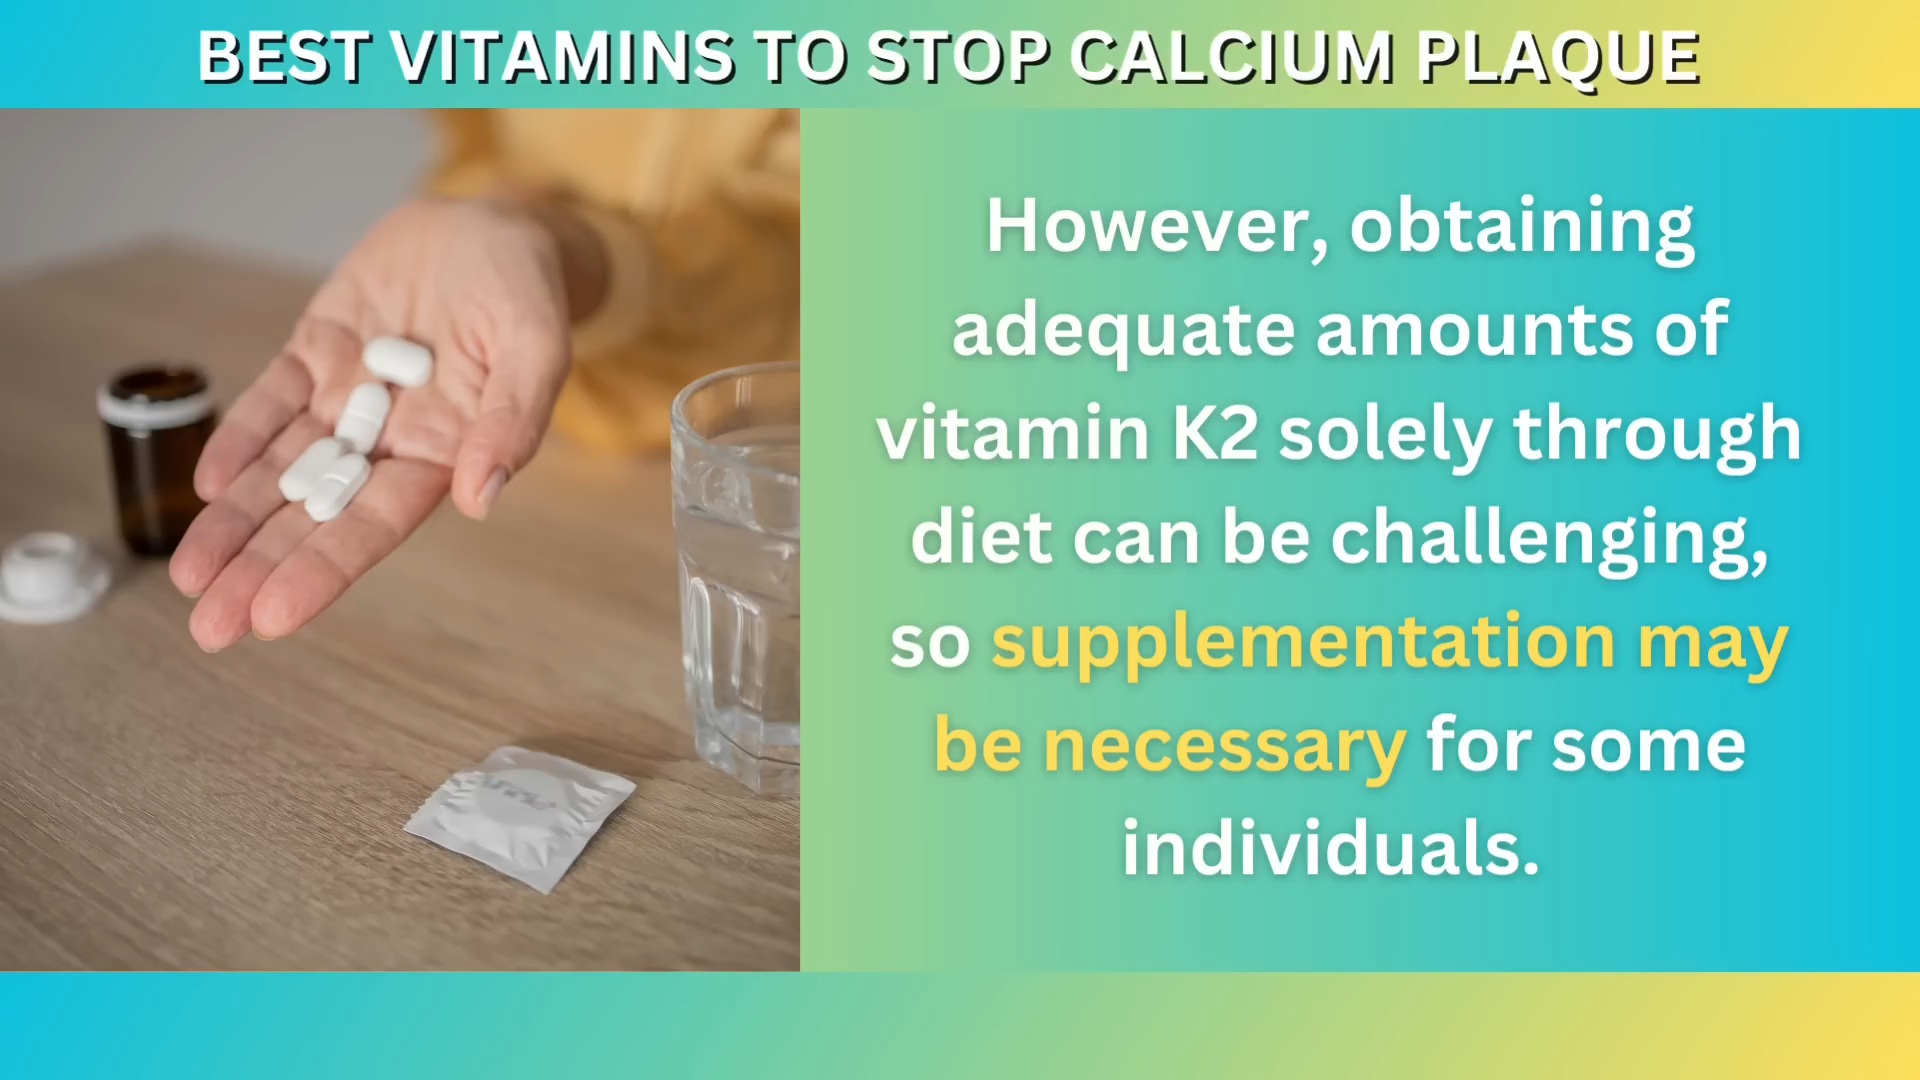 BEST VITAMINS TO STOP CALCIUM PLAQUE
However, obtaining
adequate amounts of
vitamin K2 solely through
diet can be challenging,
so supplementation may
be necessary for some
individuals.